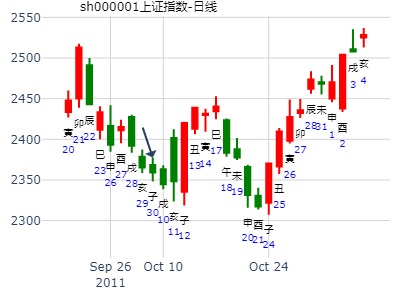 sh000001上证指数-日线
2550
2500
2450
2400
2350
2300
寅
20
卯
21
辰
22
巳
23
申
26
酉
27
戌
28
亥
29
子
30
戌
10
亥
11
子
12
丑
13
寅
14
巳
17
午
18
未
19
申
20
酉
21
子
24
丑
25
寅
26
卯
27
辰
28
未
31
申
1
酉
2
戌
3
亥
4
Sep 26
2011
Oct 10
Oct 24